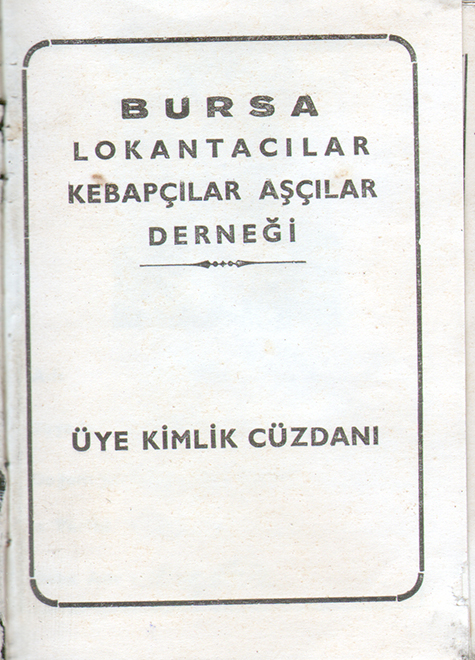 BURSA
LOKANTACILAR
KEBAPÇILAR AŞÇILAR
DERNEĞİ
ÜYE KİMLİK CÜZDANI